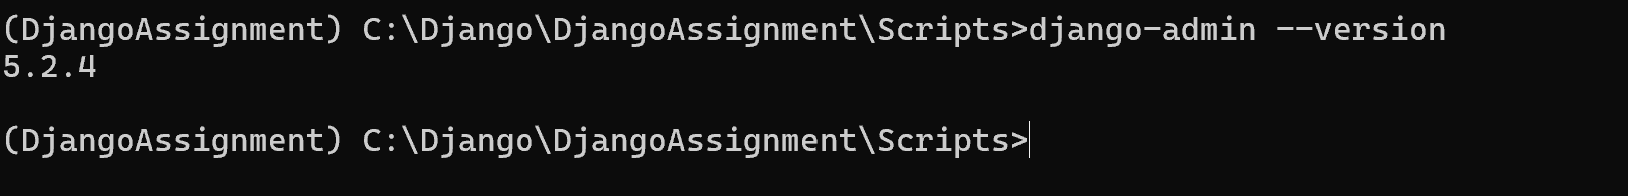 (DjangoAssignment) C:\Django\DjangoAssignment\Scripts>django-admin --version
5.2.4
(DjangoAssignment) C:\Django\DjangoAssignment\Scripts>